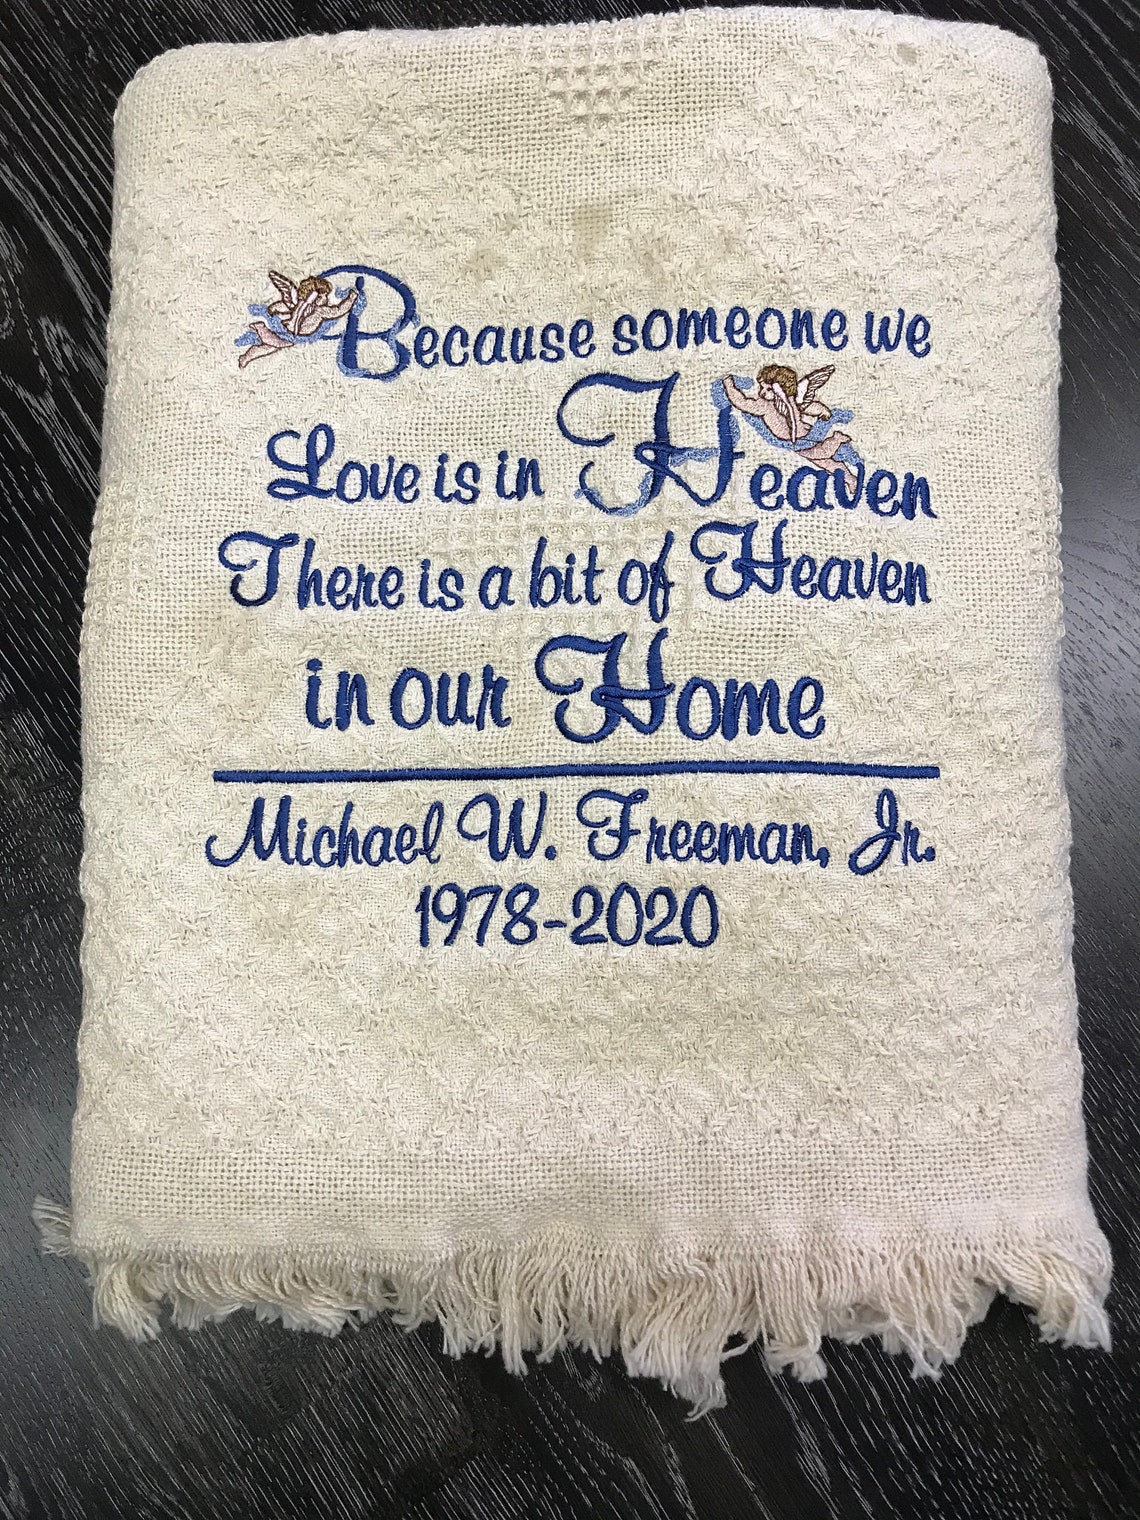 Because someone we
Love is in Heaven
There is a bit of Heaven
in our Home
Michael W. Freeman, Jr.
1978-2020